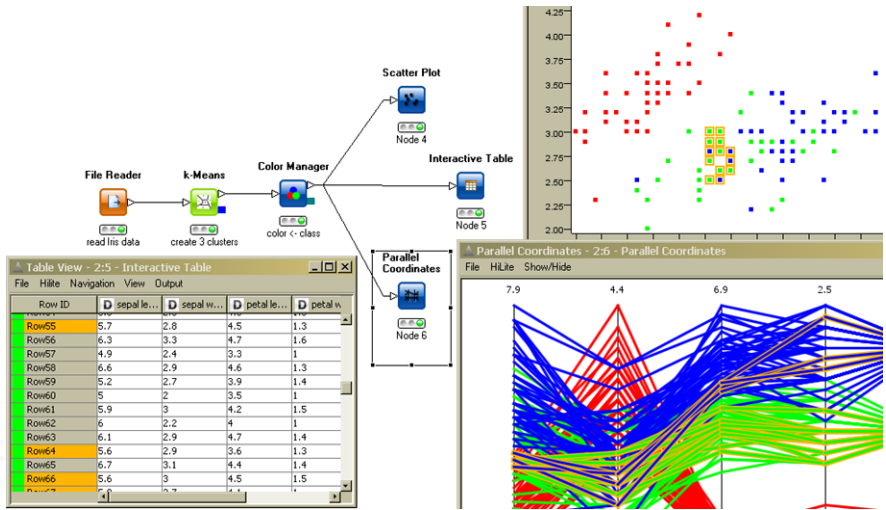 Scatter Plot
Node 4
File Reader
read Iris data
k-Means
create 3 clusters
Color Manager
color <- class
Interactive Table
Node 5
Parallel
Coordinates
Node 6
4.25
4.00
3.75
3.50
3.25
3.00
2.75
2.50
2.25
2.00
Table View - 2:5 - Interactive Table
File Hilite Navigation View Output
Row ID D sepal le... D sepal w... D petal le... D petal w
Row55 5.7 2.8 4.5 1.3
Row56 6.3 3.3 4.7 1.6
Row57 4.9 2.4 3.3 1
Row58 6.6 2.9 4.6 1.3
Row59 5.2 2.7 3.9 1.4
Row60 5 2 3.5 1
Row61 5.9 3 4.2 1.5
Row62 6 2.2 4 1
Row63 6.1 2.9 4.7 1.4
Row64 5.6 2.9 3.6 1.3
Row65 6.7 3.1 4.4 1.4
Row66 5.6 3 4.5 1.5
Parallel Coordinates - 2:6 - Parallel Coordinates
File HiLite Show/Hide
7.9 4.4 6.9 2.5